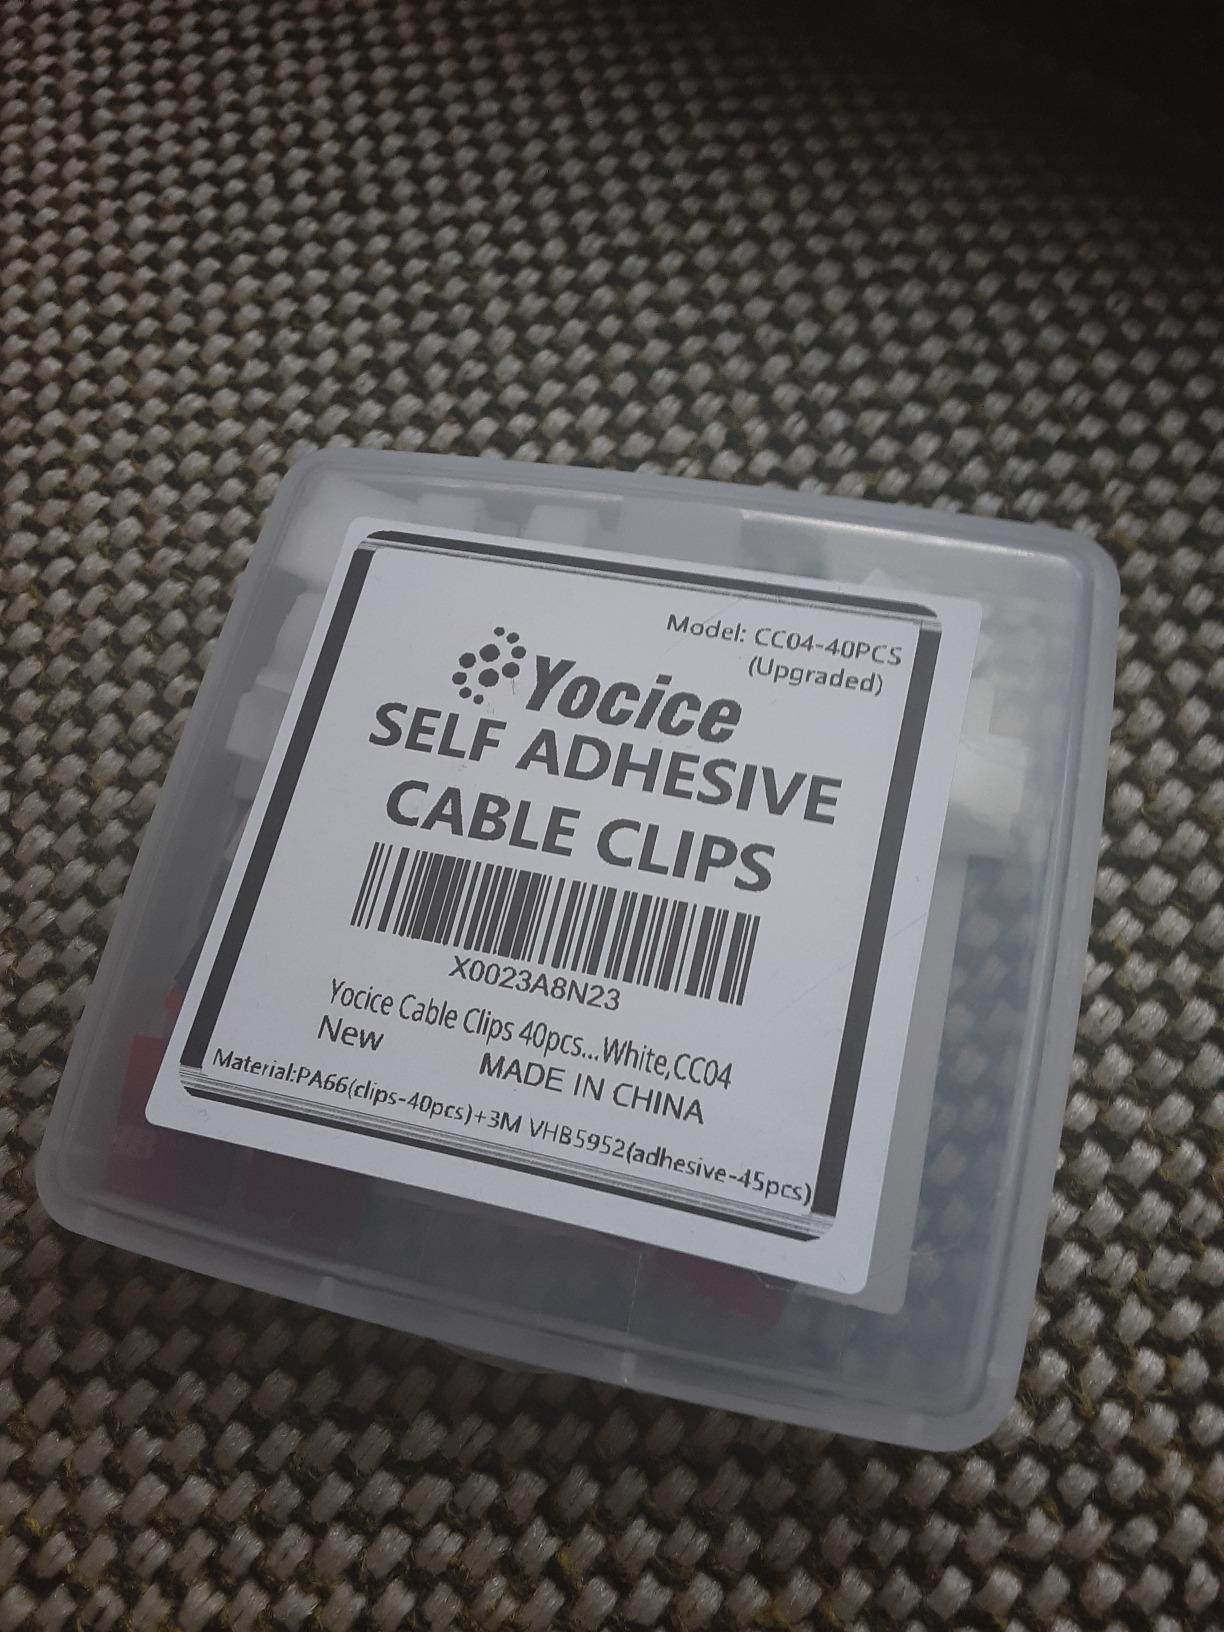 Model: CC04-40PCS
(Upgraded)
Yocice
SELF ADHESIVE
CABLE CLIPS
X0023A8N23
Yocice Cable Clips 40pcs...White,CC04
New
MADE IN CHINA
Material:PA66(clips-40pcs)+3M VHB5952(adhesive-45pcs)